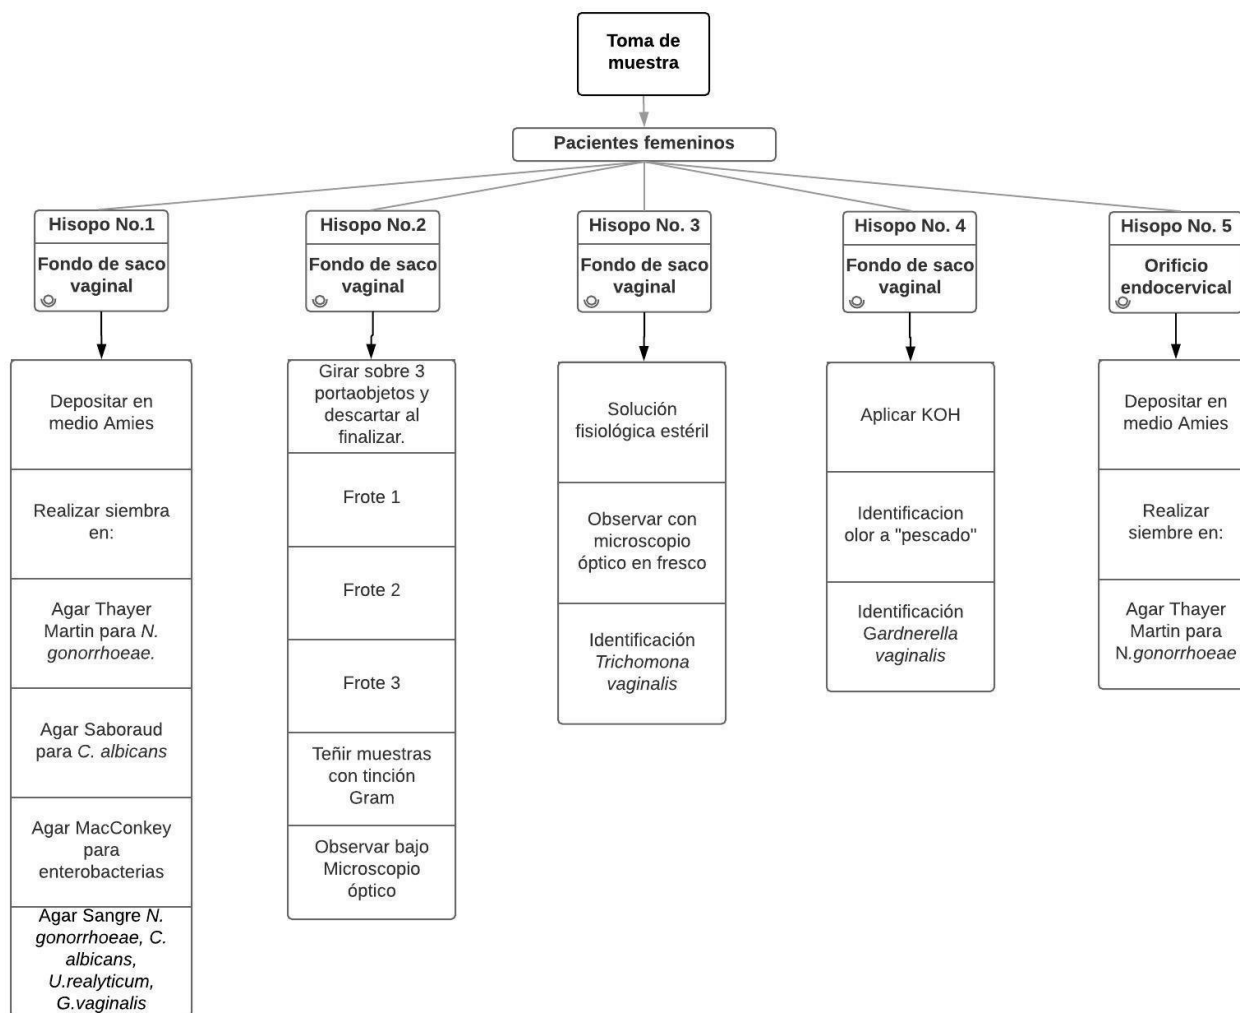 Toma de
muestra
Pacientes femeninos
Hisopo No.1
Fondo de saco
vaginal
Depositar en
medio Amies
Realizar siembra
en:
Agar Thayer
Martin para N.
gonorrhoeae.
Agar Saboraud
para C. albicans
Agar MacConkey
para
enterobacterias
Agar Sangre N.
gonorrhoeae, C.
albicans,
U.realyticum,
G.vaginalis
Hisopo No.2
Fondo de saco
vaginal
Girar sobre 3
portaobjetos y
descartar al
finalizar.
Frote 1
Frote 2
Frote 3
Teñir muestras
con tinción
Gram
Observar bajo
Microscopio
óptico
Hisopo No. 3
Fondo de saco
vaginal
Solución
fisiológica estéril
Observar con
microscopio
óptico en fresco
Identificación
Trichomona
vaginalis
Hisopo No. 4
Fondo de saco
vaginal
Aplicar KOH
Identificacion
olor a "pescado"
Identificación
Gardnerella
vaginalis
Hisopo No. 5
Orificio
endocervical
Depositar en
medio Amies
Realizar
siembre en:
Agar Thayer
Martin para
N.gonorrhoeae